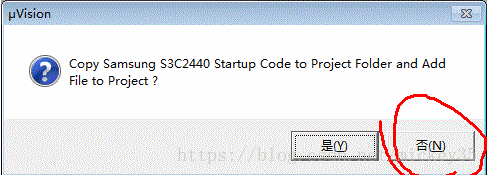 µVision
Copy Samsung S3C2440 Startup Code to Project Folder and Add
File to Project ?
是(Y)
否(N)